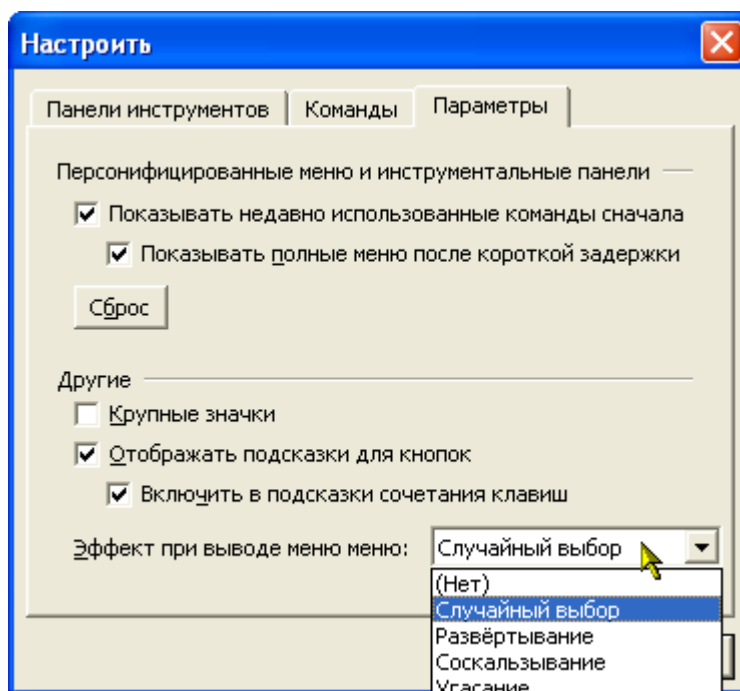 Настроить
Панели инструментов Команды Параметры
Персонифицированные меню и инструментальные панели
Показывать недавно использованные команды сначала
Показывать полные меню после короткой задержки
Сброс
Другие
Крупные значки
Отображать подсказки для кнопок
Включить в подсказки сочетания клавиш
Эффект при выводе меню меню: Случайный выбор
(Нет)
Случайный выбор
Развёртывание
Соскальзывание
Угасание